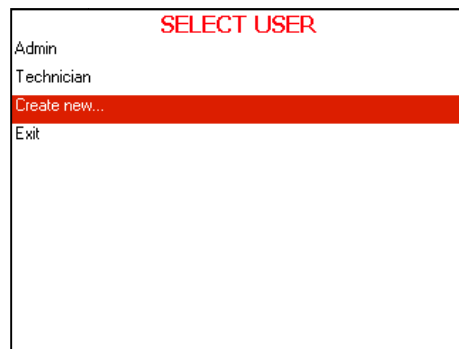 SELECT USER
Admin
Technician
Create new...
Exit